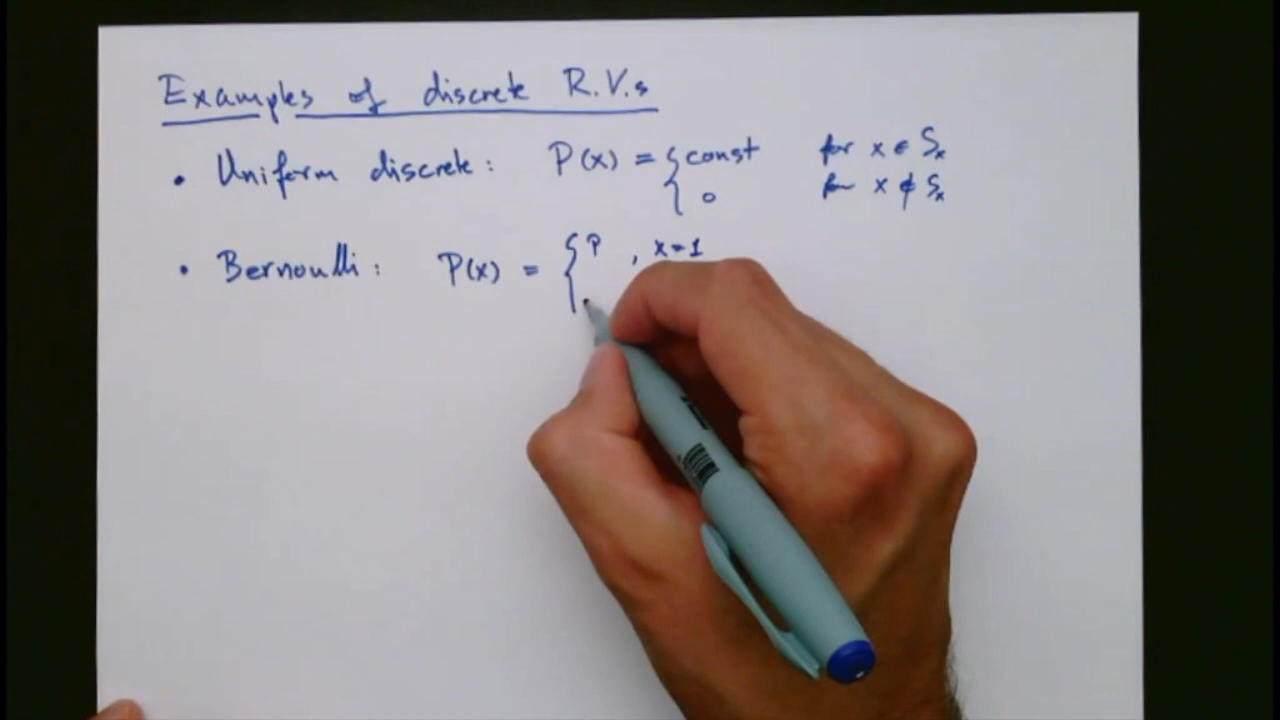 Examples of discrete R.V.s
• Uniform discrete: P(x) = { const for x ∈ Sₓ
0 for x ∉ Sₓ
• Bernoulli: P(x) = { P , x=1